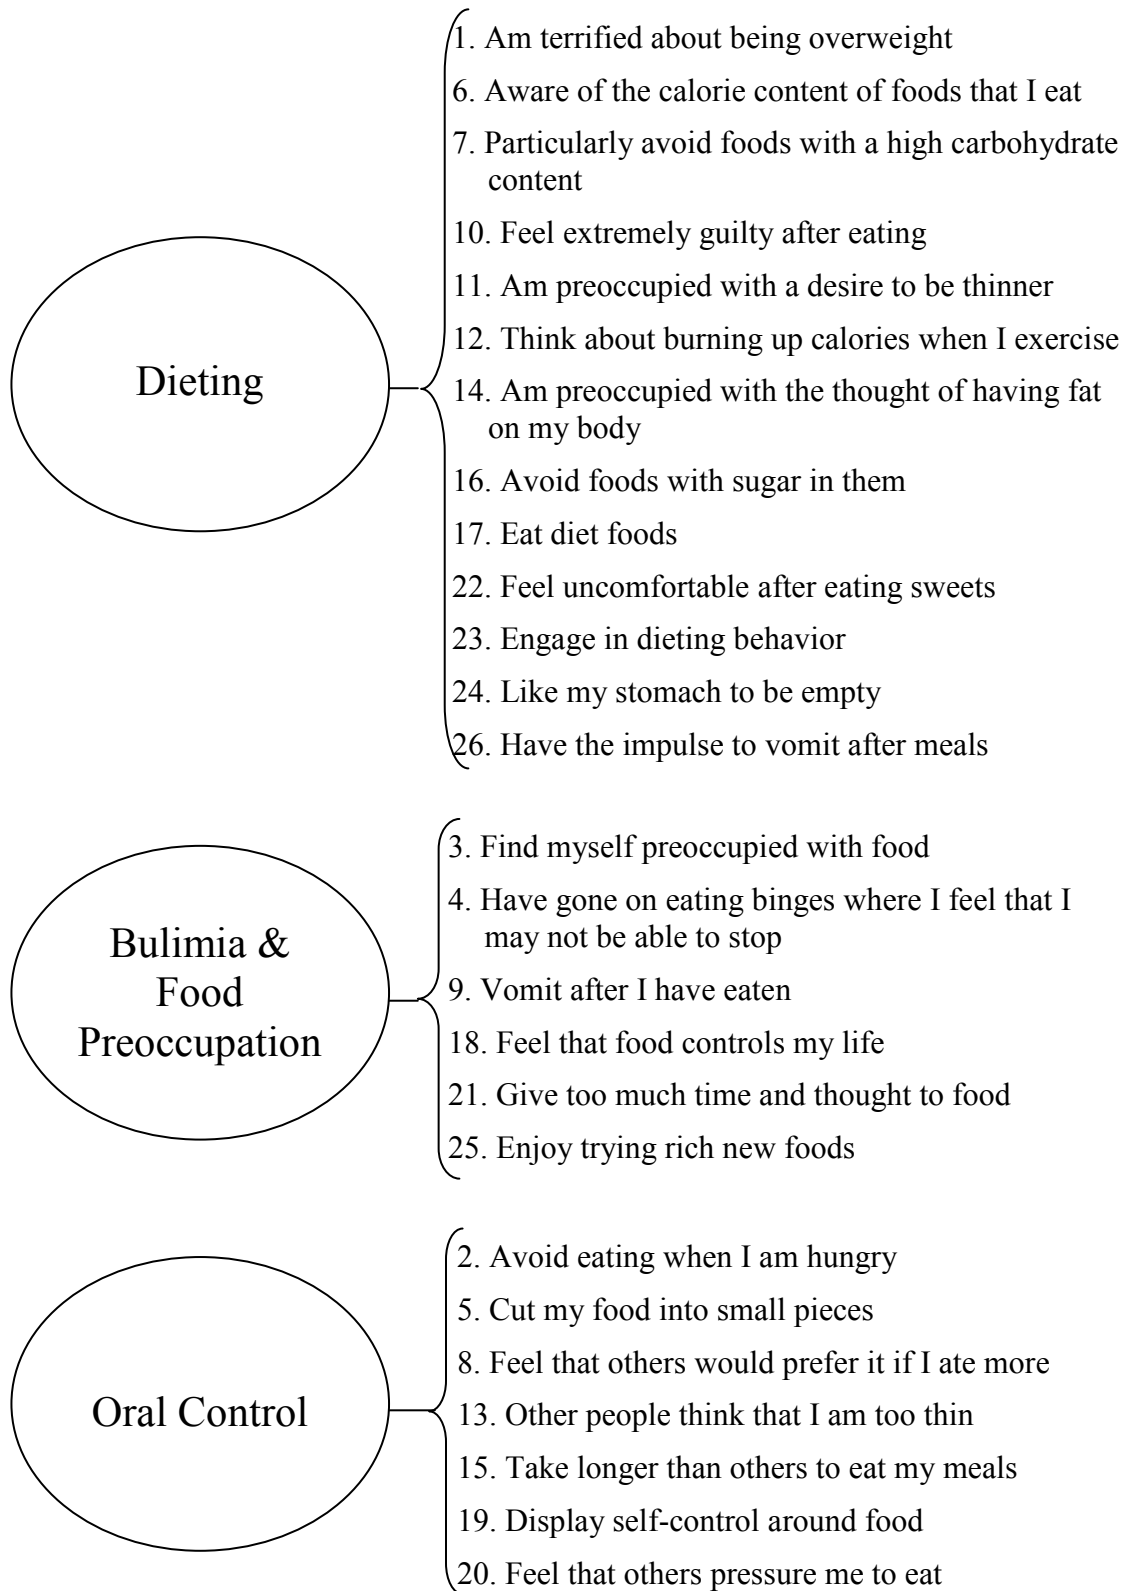 Dieting
1. Am terrified about being overweight
6. Aware of the calorie content of foods that I eat
7. Particularly avoid foods with a high carbohydrate
content
10. Feel extremely guilty after eating
11. Am preoccupied with a desire to be thinner
12. Think about burning up calories when I exercise
14. Am preoccupied with the thought of having fat
on my body
16. Avoid foods with sugar in them
17. Eat diet foods
22. Feel uncomfortable after eating sweets
23. Engage in dieting behavior
24. Like my stomach to be empty
26. Have the impulse to vomit after meals
Bulimia &
Food
Preoccupation
3. Find myself preoccupied with food
4. Have gone on eating binges where I feel that I
may not be able to stop
9. Vomit after I have eaten
18. Feel that food controls my life
21. Give too much time and thought to food
25. Enjoy trying rich new foods
Oral Control
2. Avoid eating when I am hungry
5. Cut my food into small pieces
8. Feel that others would prefer it if I ate more
13. Other people think that I am too thin
15. Take longer than others to eat my meals
19. Display self-control around food
20. Feel that others pressure me to eat